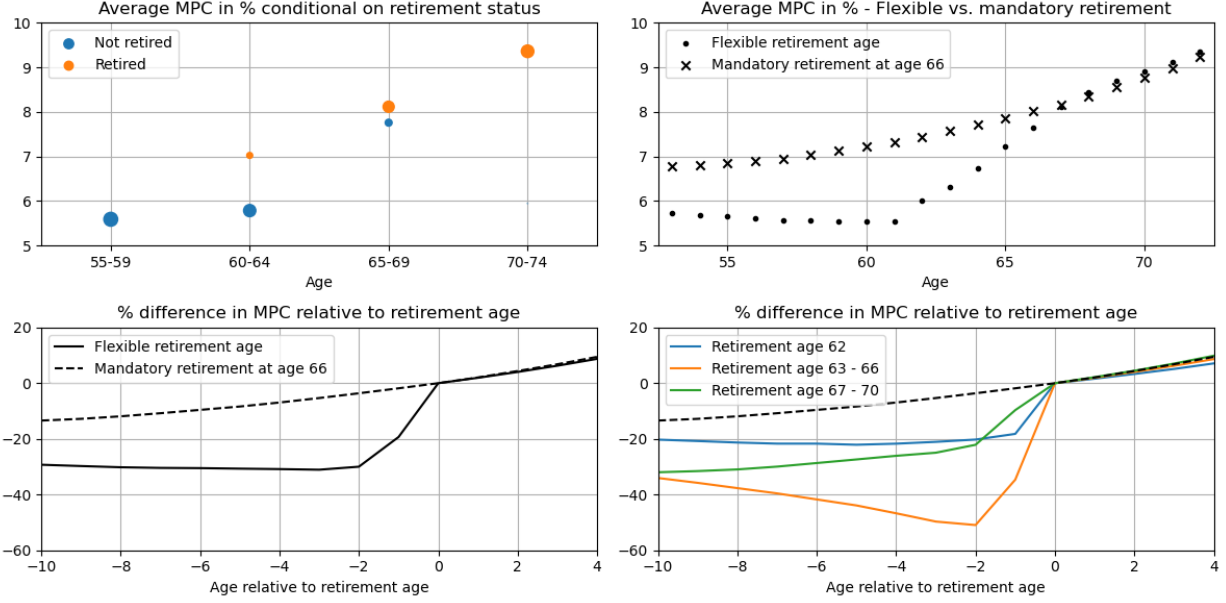 Average MPC in % conditional on retirement status
10
9
8
7
6
5
Not retired
Retired
55-59
60-64
65-69
70-74
Age
Average MPC in % - Flexible vs. mandatory retirement
10
9
8
7
6
5
Flexible retirement age
Mandatory retirement at age 66
55
60
65
70
Age
% difference in MPC relative to retirement age
20
0
−20
−40
−60
Flexible retirement age
Mandatory retirement at age 66
−10
−8
−6
−4
−2
0
2
4
Age relative to retirement age
% difference in MPC relative to retirement age
20
0
−20
−40
−60
Retirement age 62
Retirement age 63 - 66
Retirement age 67 - 70
−10
−8
−6
−4
−2
0
2
4
Age relative to retirement age